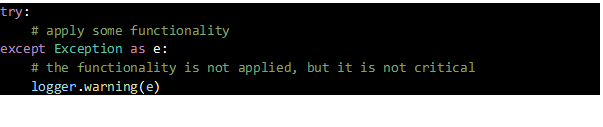 try:
    # apply some functionality
except Exception as e:
    # the functionality is not applied, but it is not critical
    logger.warning(e)